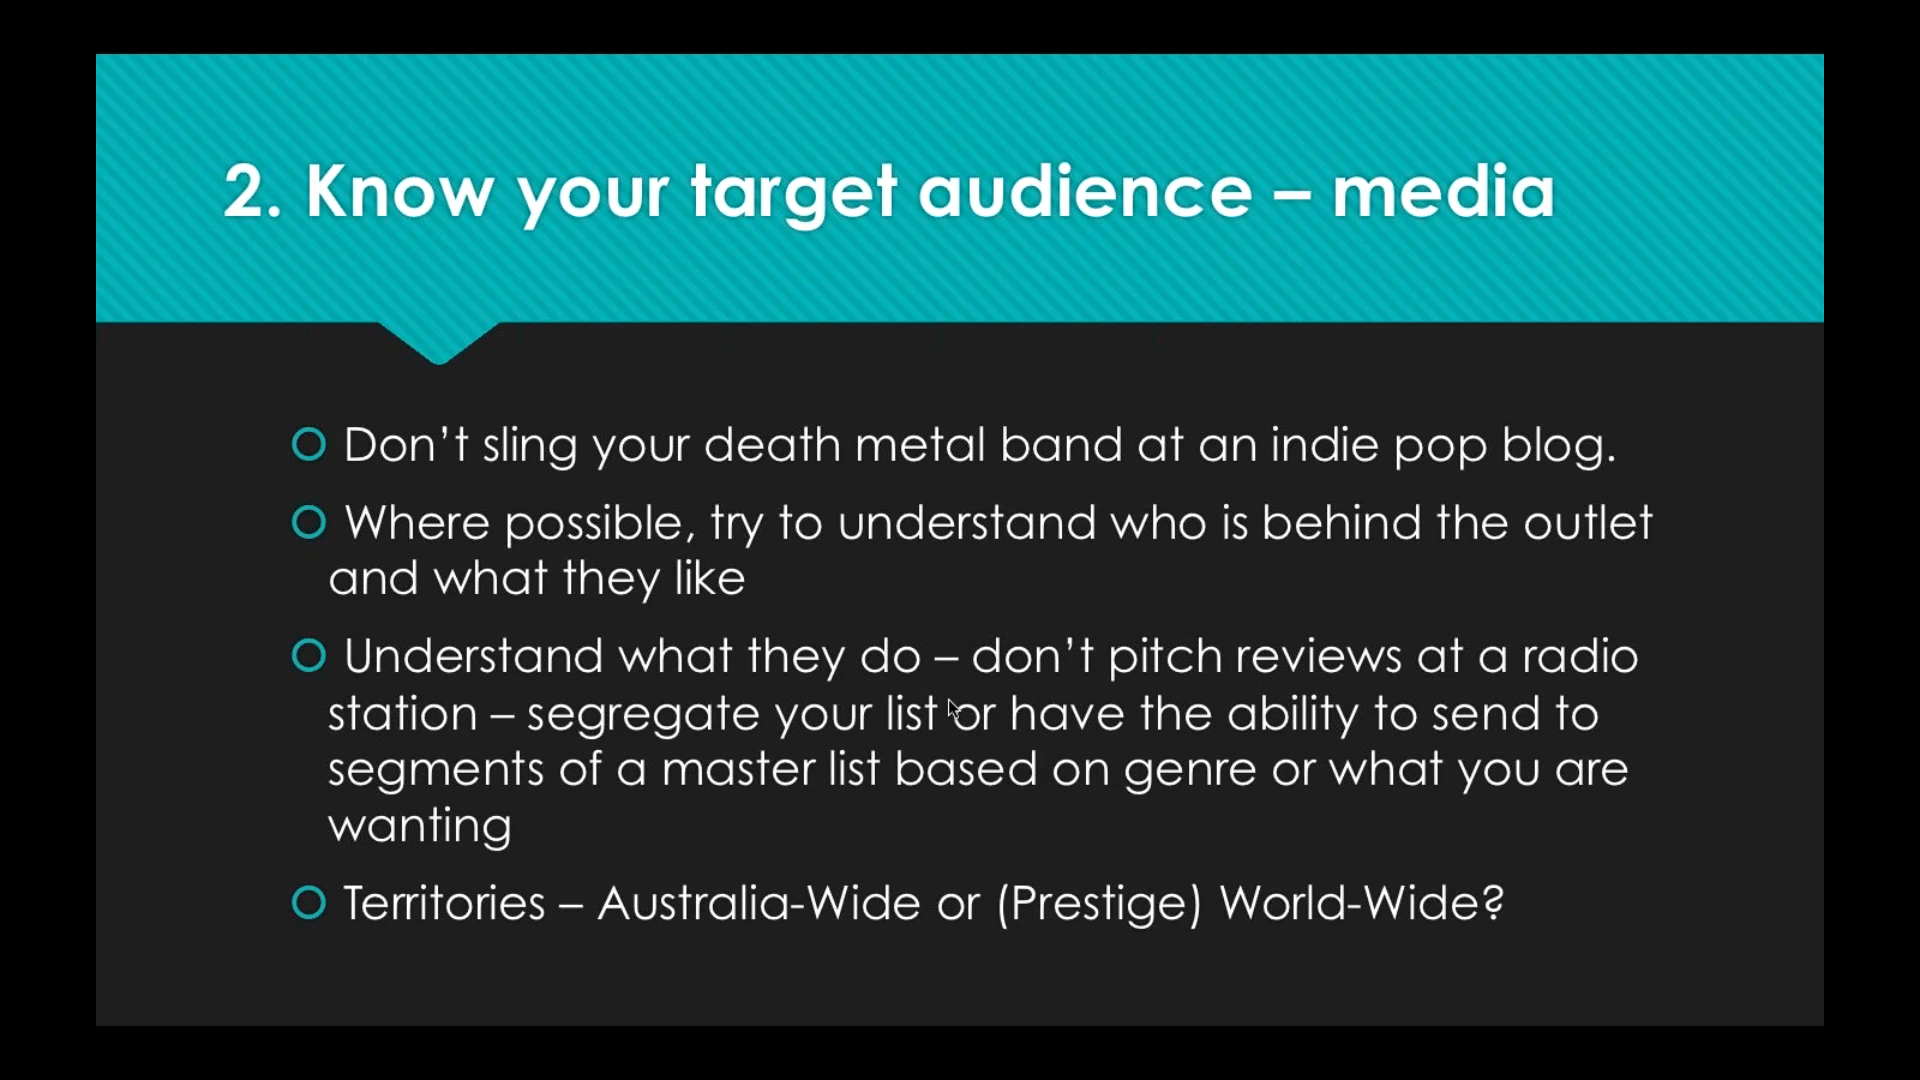 2. Know your target audience – media
Don’t sling your death metal band at an indie pop blog.
Where possible, try to understand who is behind the outlet
and what they like
Understand what they do – don’t pitch reviews at a radio
station – segregate your list or have the ability to send to
segments of a master list based on genre or what you are
wanting
Territories – Australia-Wide or (Prestige) World-Wide?